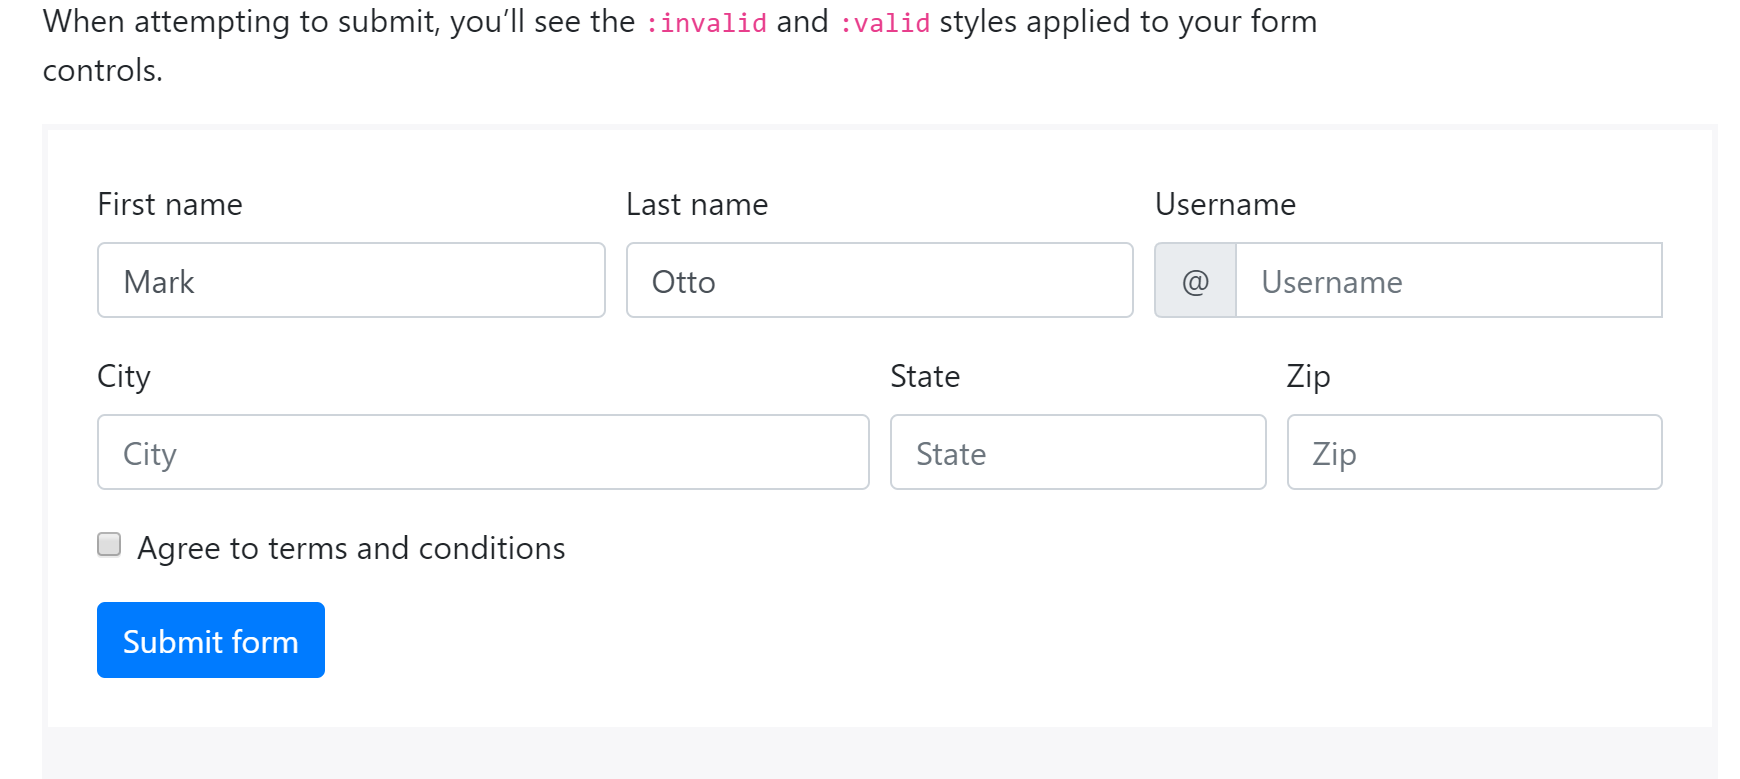 When attempting to submit, you’ll see the :invalid and :valid styles applied to your form
controls.
First name Last name Username
Mark Otto @ Username
City State Zip
City State Zip
Agree to terms and conditions
Submit form